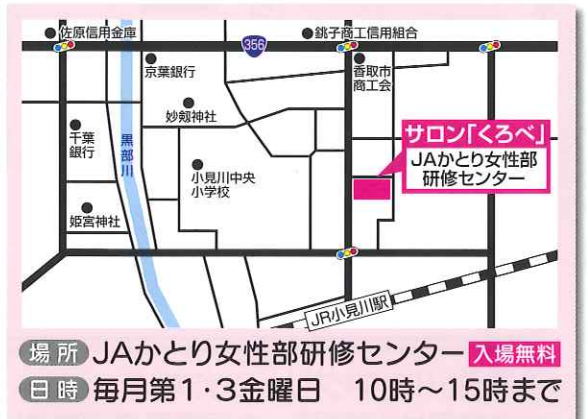 佐原信用金庫
356
銚子商工信用組合
京葉銀行
香取市
商工会
妙剱神社
千葉
銀行
黒部川
サロン「くろべ」
JAかとり女性部
研修センター
小見川中央
小学校
姫宮神社
JR小見川駅
場所 JAかとり女性部研修センター 入場無料
日時 毎月第1・3金曜日 10時～15時まで